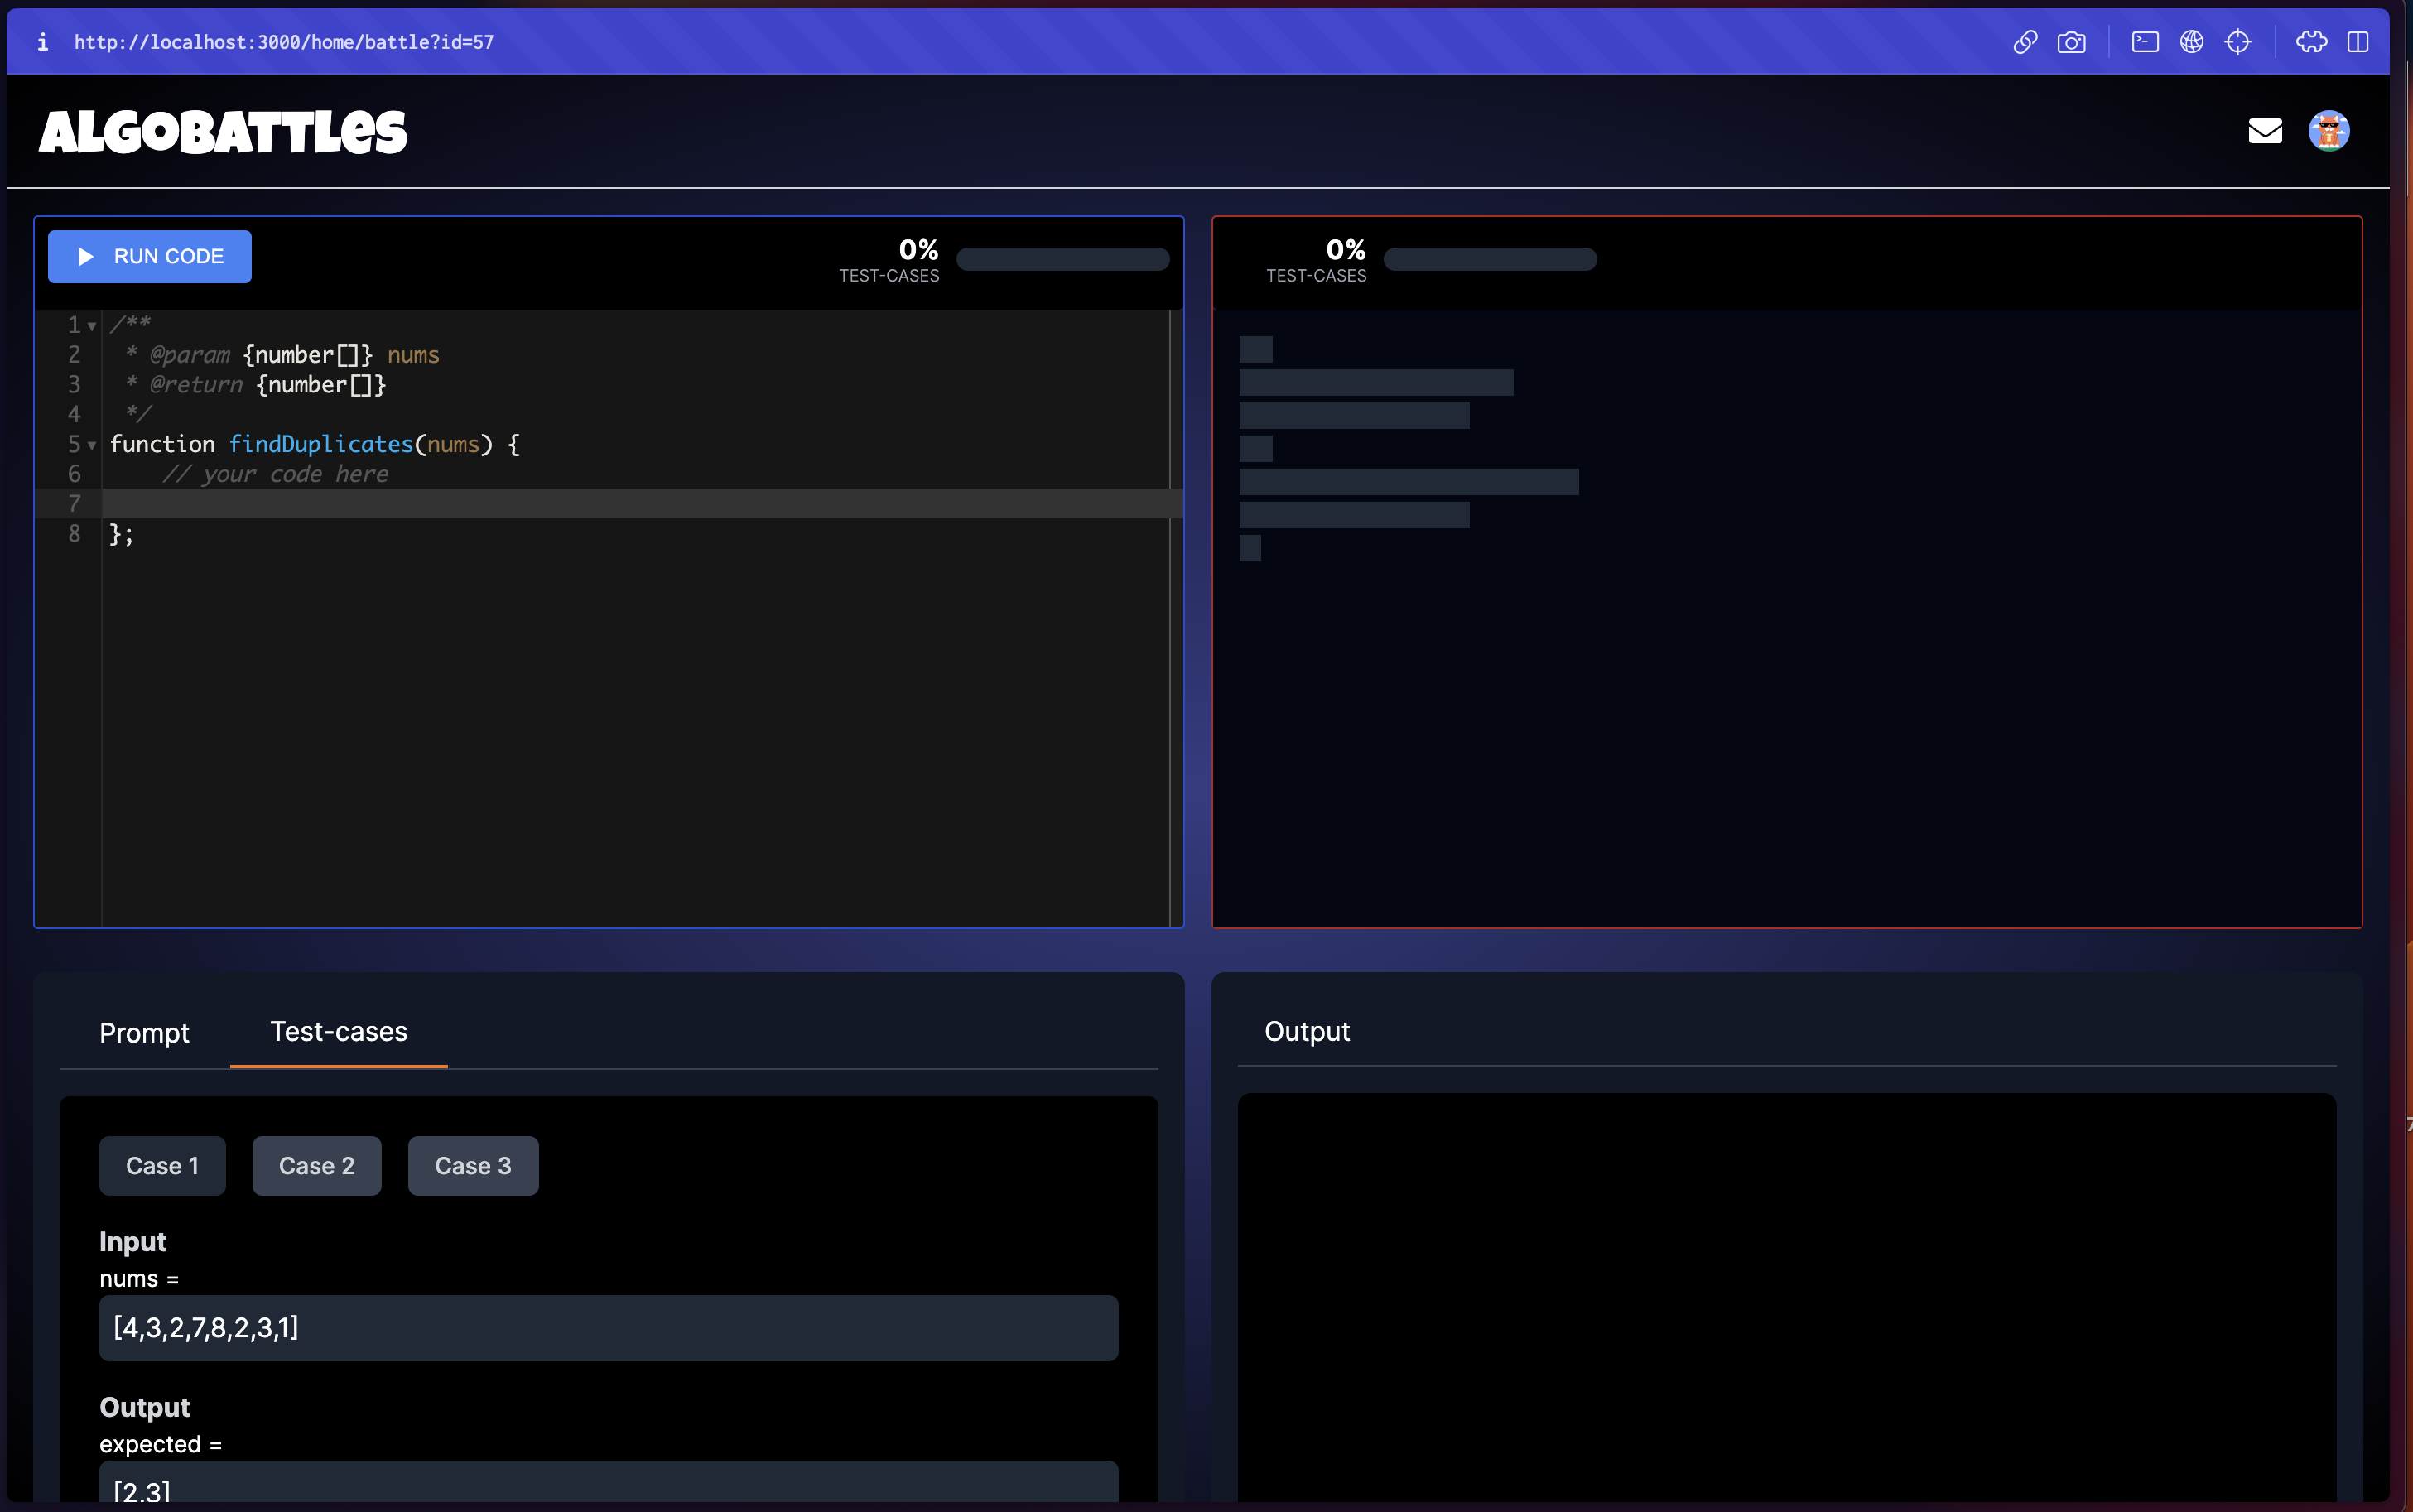 http://localhost:3000/home/battle?id=57
ALGOBATTLES
RUN CODE
0%
TEST-CASES
1 /**
2 * @param {number[]} nums
3 * @return {number[]}
4 */
5 function findDuplicates(nums) {
6 // your code here
7
8 };
0%
TEST-CASES
Prompt
Test-cases
Case 1
Case 2
Case 3
Input
nums =
[4,3,2,7,8,2,3,1]
Output
expected =
[2,3]
Output